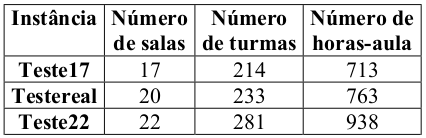 Instância Número de salas Número de turmas Número de horas-aula
Teste17 17 214 713
Testereal 20 233 763
Teste22 22 281 938